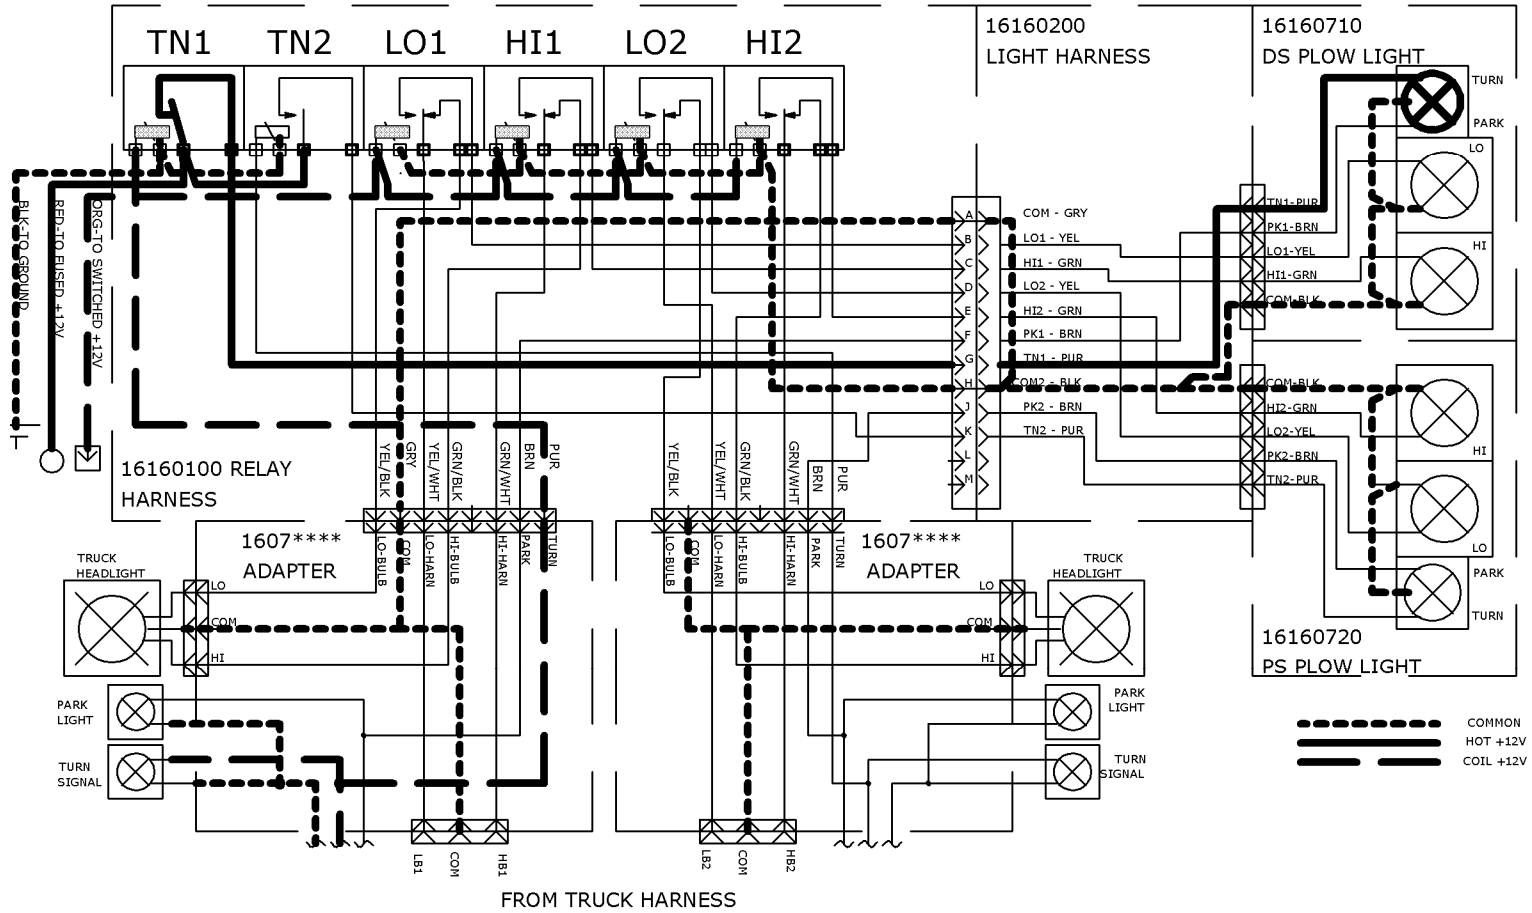 TN1
TN2
LO1
HI1
LO2
HI2
16160200
LIGHT HARNESS
16160710
DS PLOW LIGHT
TURN
PARK
LO
HI
BLK-TO GROUND
RED-TO FUSED +12V
ORG-TO SWITCHED +12V
A
B
C
D
E
F
G
H
J
K
L
M
COM - GRY
LO1 - YEL
HI1 - GRN
LO2 - YEL
HI2 - GRN
PK1 - BRN
TN1 - PUR
COM2 - BLK
PK2 - BRN
TN2 - PUR
TN1-PUR
PK1-BRN
LO1-YEL
HI1-GRN
COM-BLK
COM-BLK
HI2-GRN
LO2-YEL
PK2-BRN
TN2-PUR
HI
LO
PARK
TURN
16160720
PS PLOW LIGHT
16160100 RELAY
HARNESS
YEL/BLK
GRY
YEL/WHT
GRN/BLK
GRN/WHT
BRN
PUR
YEL/BLK
YEL/WHT
GRN/BLK
GRN/WHT
BRN
PUR
1607****
ADAPTER
LO-BULB
COM
LO-HARN
HI-BULB
HI-HARN
PARK
TURN
LO-BULB
COM
LO-HARN
HI-BULB
HI-HARN
PARK
TURN
1607****
ADAPTER
TRUCK
HEADLIGHT
LO
COM
HI
LO
COM
HI
TRUCK
HEADLIGHT
PARK
LIGHT
TURN
SIGNAL
PARK
LIGHT
TURN
SIGNAL
COMMON
HOT +12V
COIL +12V
LB1
COM
HB1
LB2
COM
HB2
FROM TRUCK HARNESS